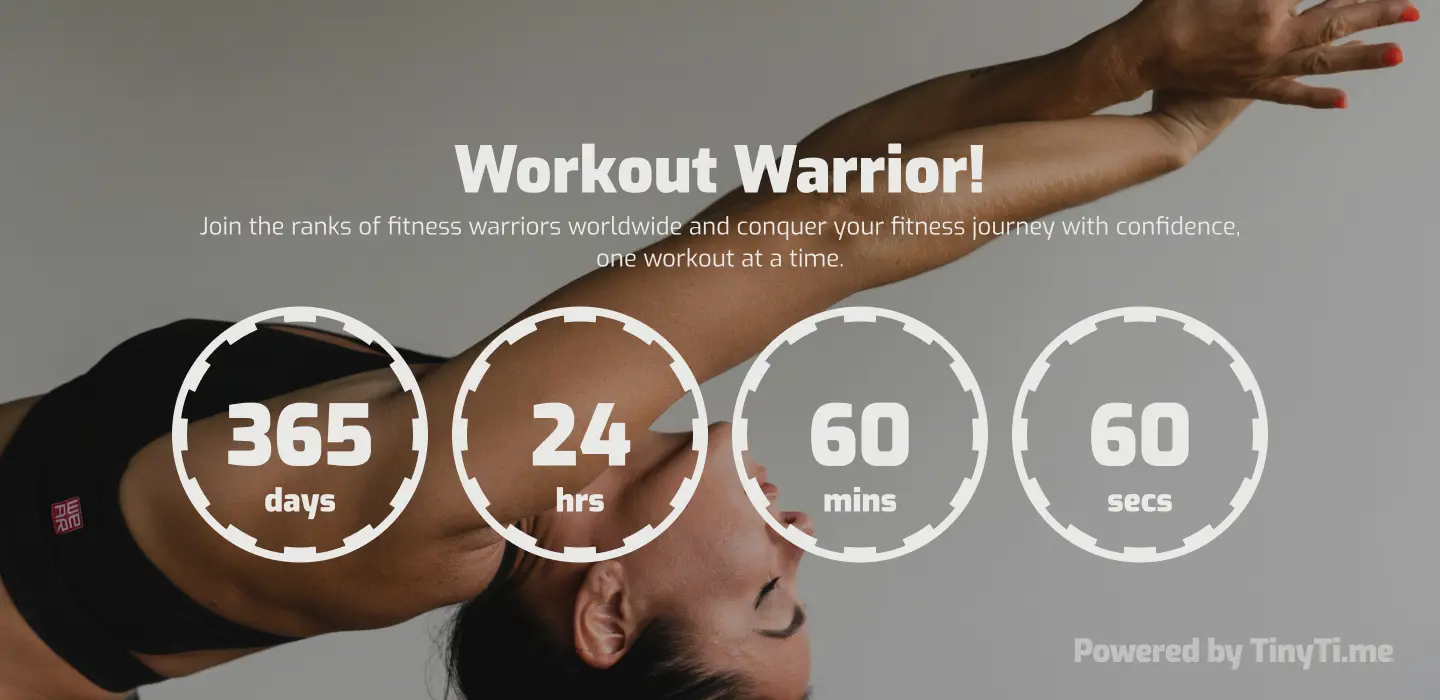 Workout Warrior!
Join the ranks of fitness warriors worldwide and conquer your fitness journey with confidence,
one workout at a time.
365
days
24
hrs
60
mins
60
secs
WEAR
Powered by TinyTi.me